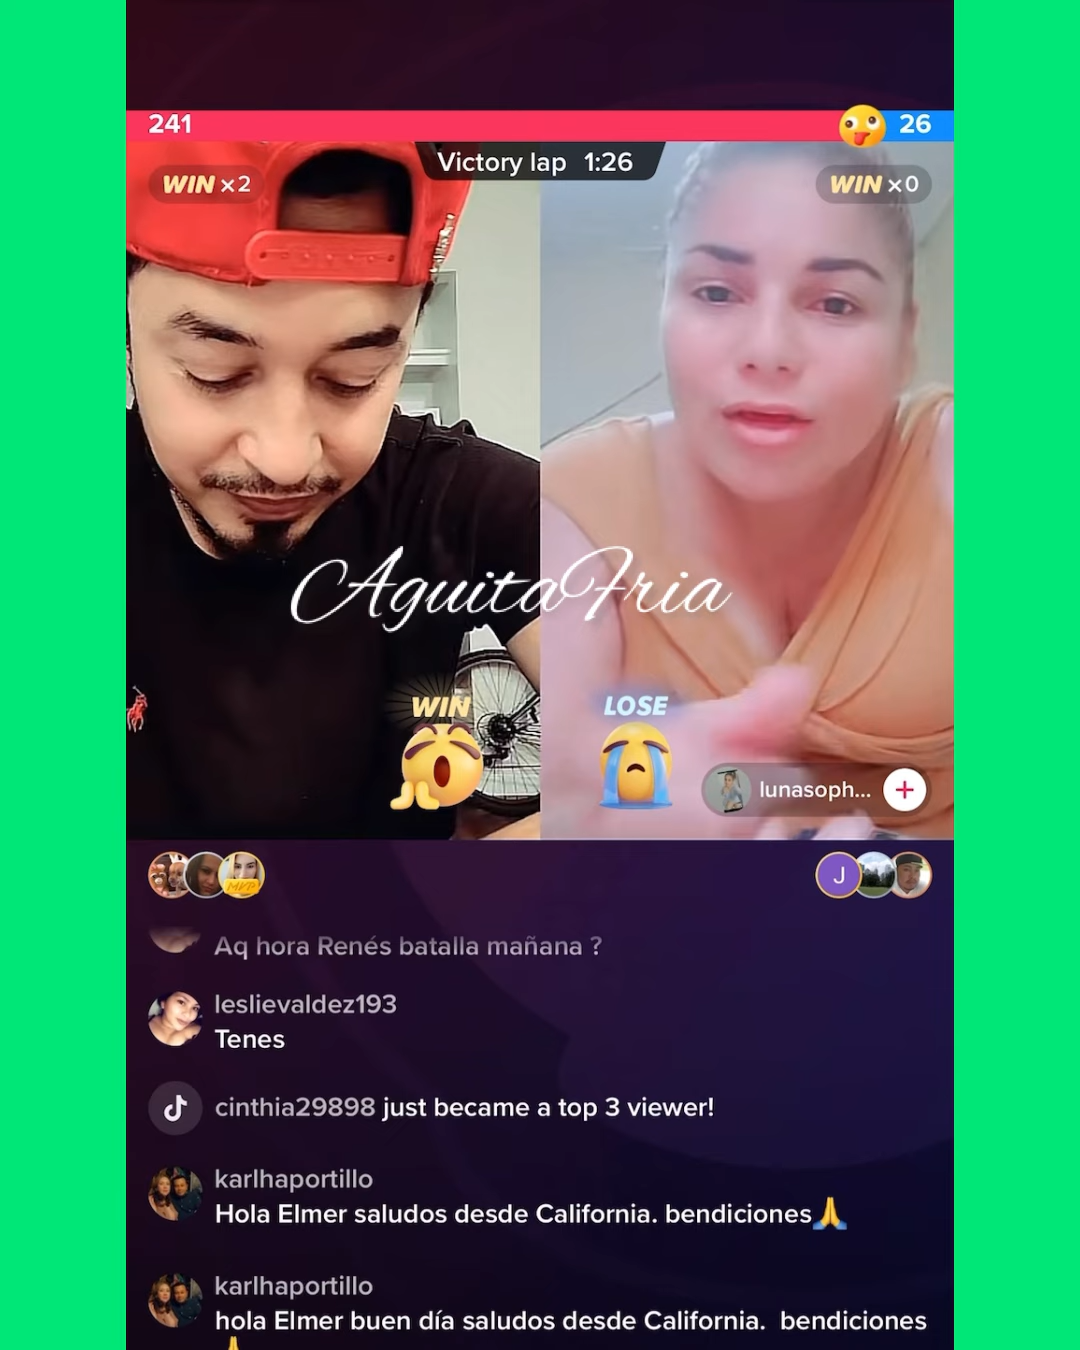 241
26
Victory lap 1:26
WIN ×2
WIN ×0
AguitaFria
WIN
LOSE
lunasoph...
MVP
J
Aq hora Renés batalla mañana ?
leslievaldez193
Tenes
cinthia29898 just became a top 3 viewer!
karlhaportillo
Hola Elmer saludos desde California. bendiciones🙏
karlhaportillo
hola Elmer buen día saludos desde California. bendiciones
🙏